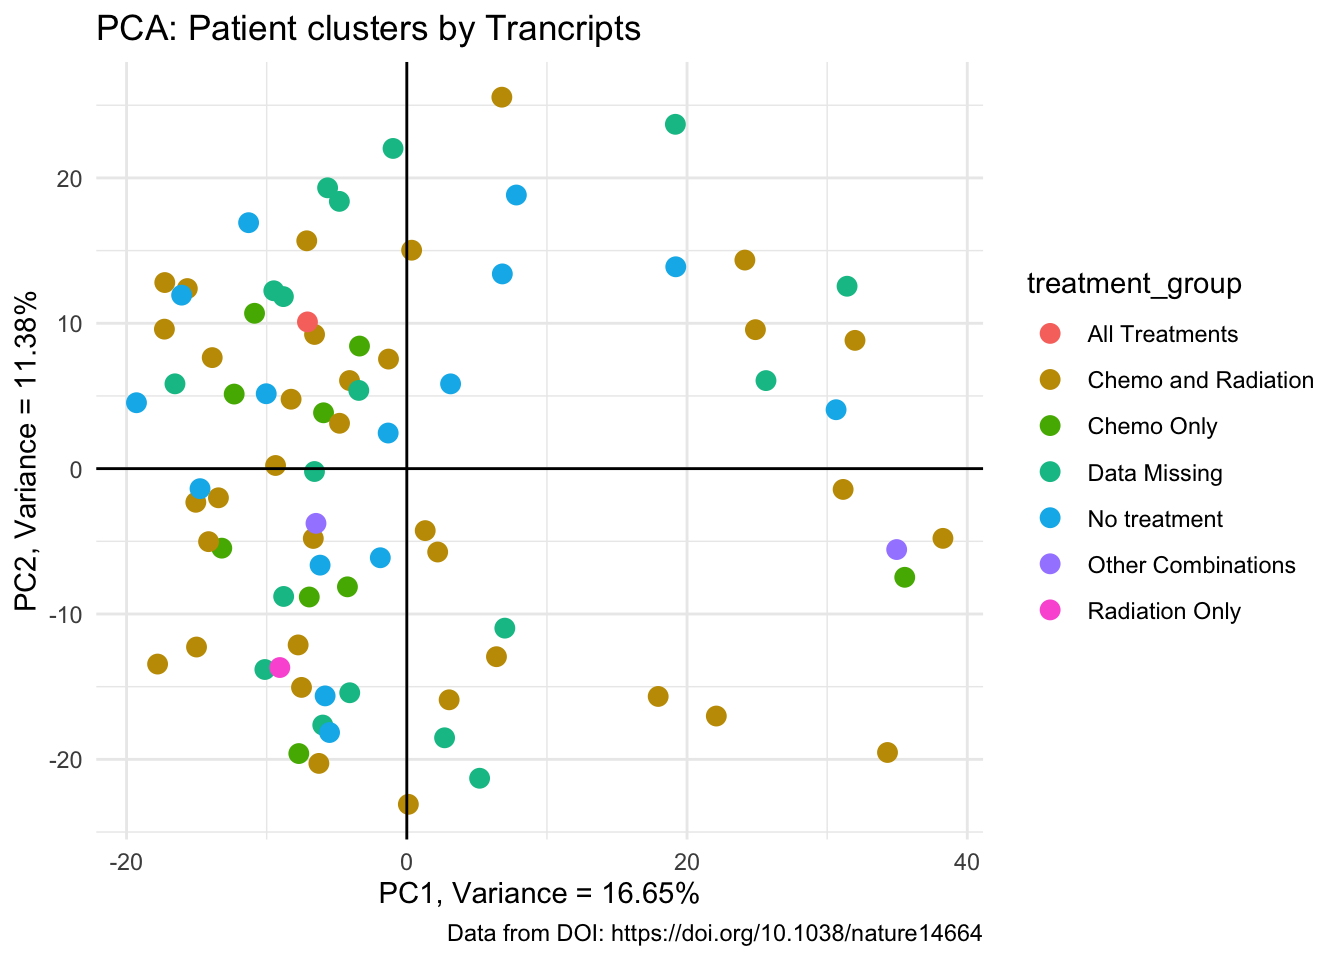 PCA: Patient clusters by Trancripts
PC2, Variance = 11.38%
20
10
0
-10
-20
-20 0 20 40
PC1, Variance = 16.65%
treatment_group
All Treatments
Chemo and Radiation
Chemo Only
Data Missing
No treatment
Other Combinations
Radiation Only
Data from DOI: https://doi.org/10.1038/nature14664